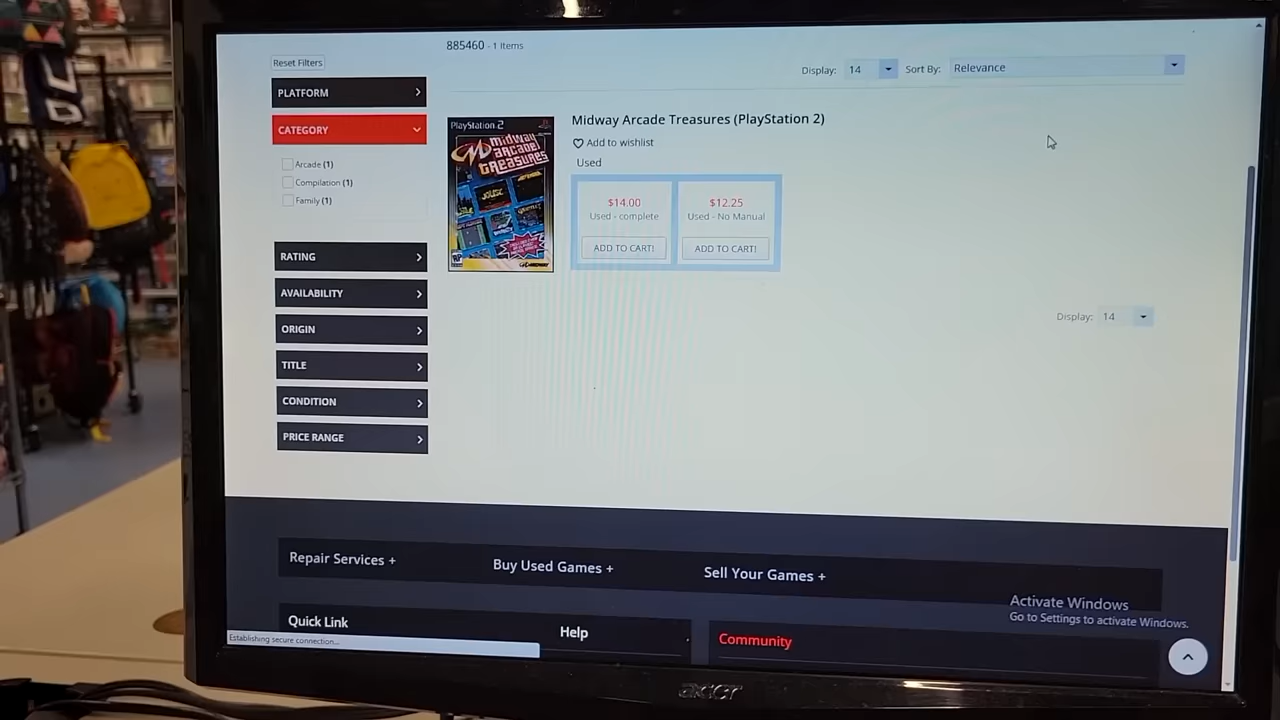 885460 - 1 Items
Reset Filters
Display: 14
Sort By: Relevance
PLATFORM
CATEGORY
Arcade (1)
Compilation (1)
Family (1)
RATING
AVAILABILITY
ORIGIN
TITLE
CONDITION
PRICE RANGE
PlayStation 2
midway
arcade
treasures
JOUST
Midway Arcade Treasures (PlayStation 2)
Add to wishlist
Used
$14.00
Used - complete
ADD TO CART!
$12.25
Used - No Manual
ADD TO CART!
Display: 14
Repair Services +
Buy Used Games +
Sell Your Games +
Activate Windows
Go to Settings to activate Windows.
Quick Link
Help
Community
Establishing secure connection...
acer